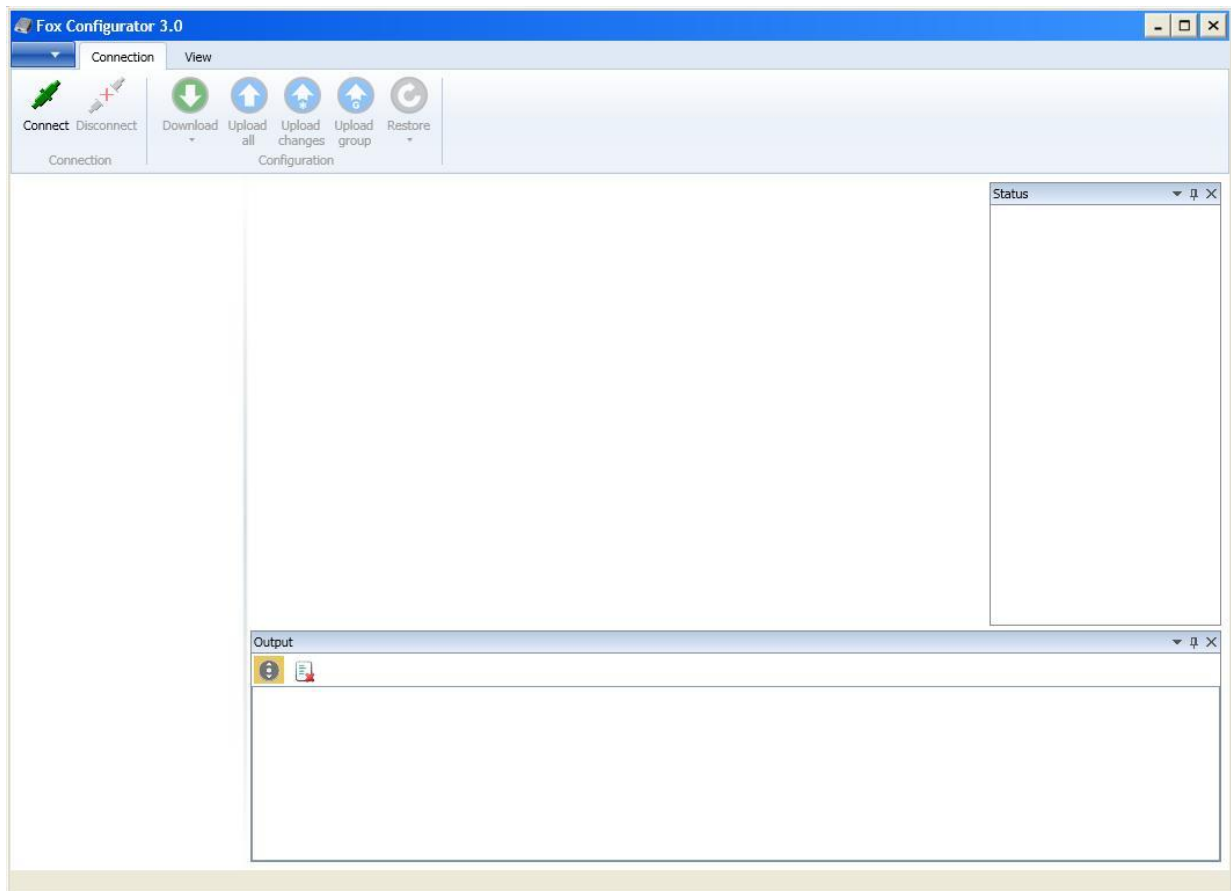 Fox Configurator 3.0
Connection View
Connect Disconnect Download Upload all Upload changes Upload group Restore
Connection Configuration
Status
Output